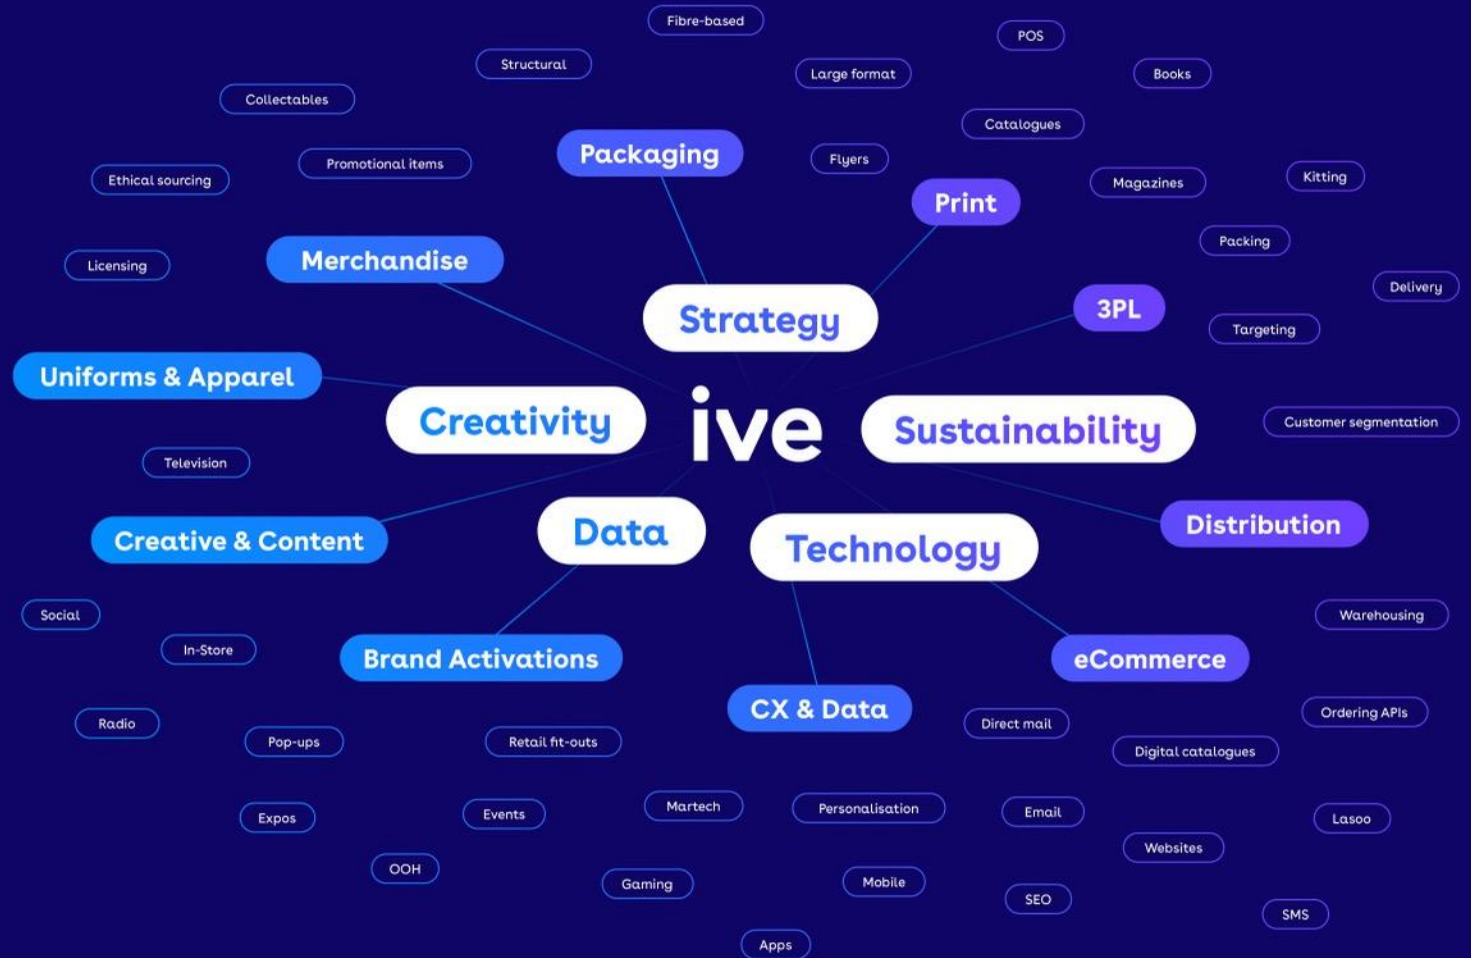 Fibre-based
POS
Structural
Large format
Books
Collectables
Catalogues
Packaging
Flyers
Promotional items
Ethical sourcing
Magazines
Kitting
Print
Packing
Merchandise
Licensing
Delivery
3PL
Strategy
Targeting
Uniforms & Apparel
Creativity
ive
Sustainability
Customer segmentation
Television
Distribution
Creative & Content
Data
Technology
Social
Warehousing
In-Store
Brand Activations
eCommerce
CX & Data
Ordering APIs
Radio
Direct mail
Pop-ups
Retail fit-outs
Digital catalogues
Martech
Personalisation
Email
Expos
Events
Lasoo
Websites
OOH
Gaming
Mobile
SEO
SMS
Apps